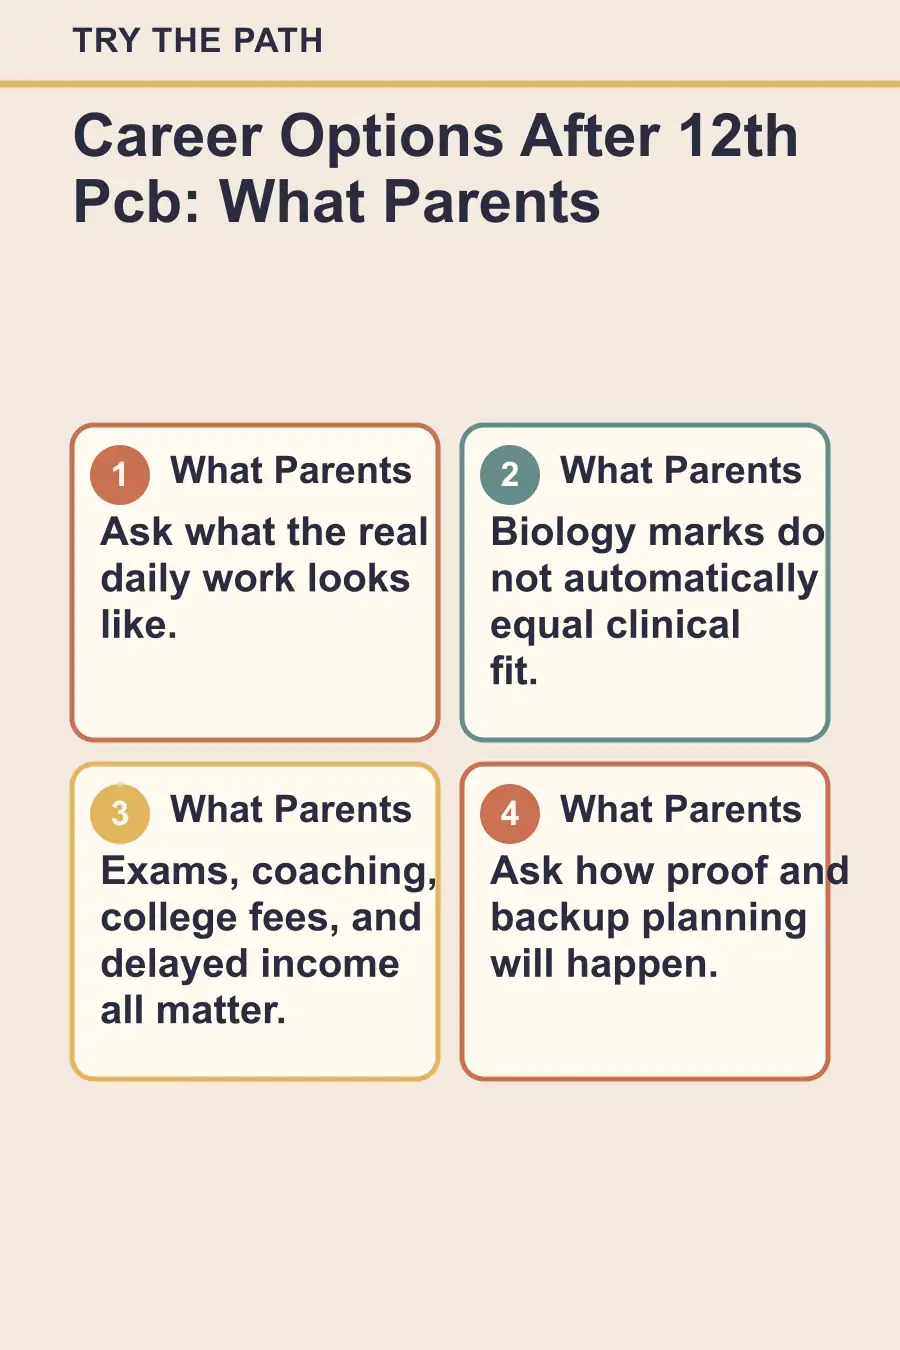 TRY THE PATH
Career Options After 12th
Pcb: What Parents
1 What Parents
Ask what the real
daily work looks
like.
2 What Parents
Biology marks do
not automatically
equal clinical
fit.
3 What Parents
Exams, coaching,
college fees, and
delayed income
all matter.
4 What Parents
Ask how proof and
backup planning
will happen.